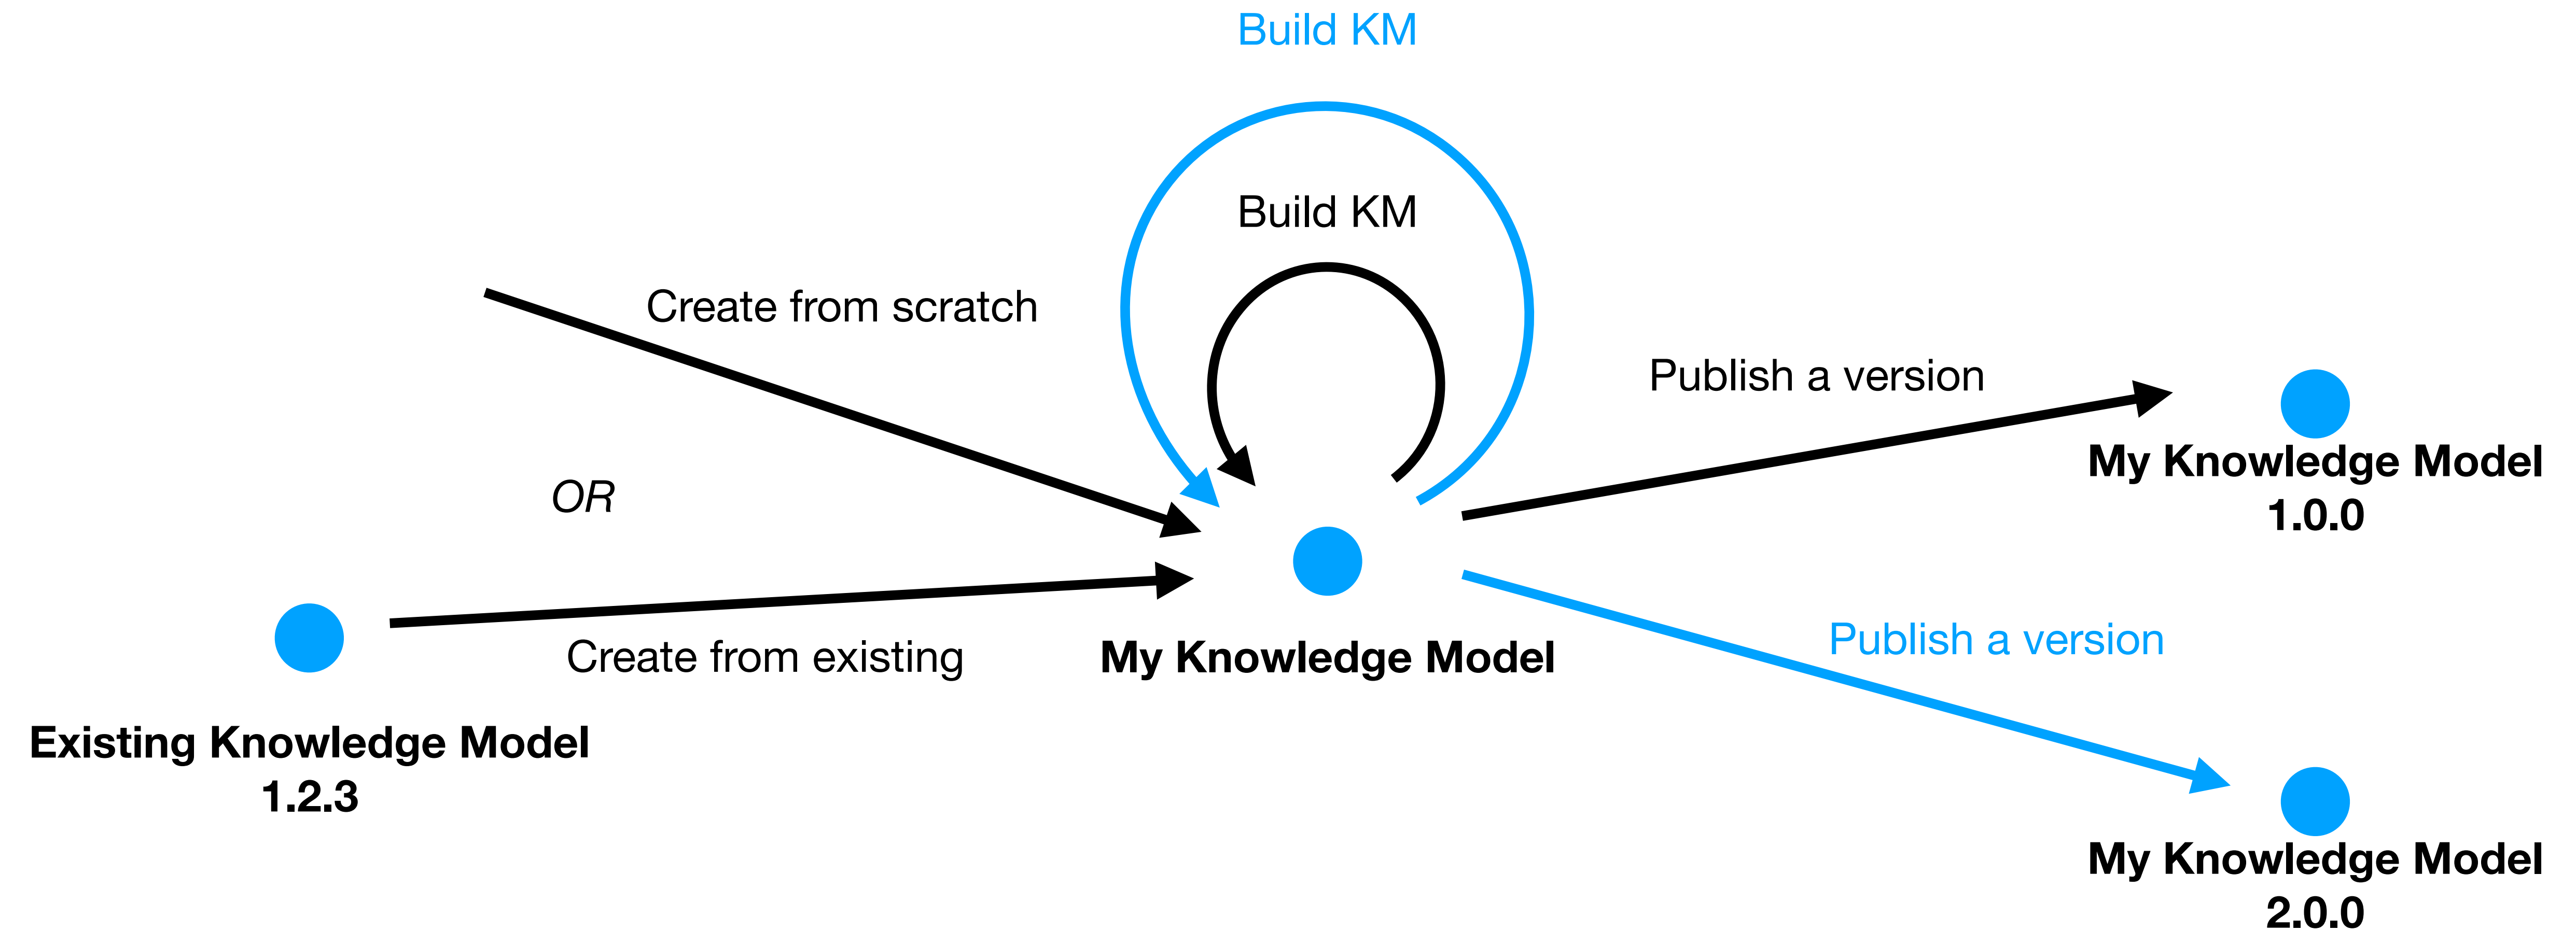 Build KM
Build KM
Create from scratch
OR
Create from existing
Existing Knowledge Model
1.2.3
My Knowledge Model
Publish a version
My Knowledge Model
1.0.0
Publish a version
My Knowledge Model
2.0.0